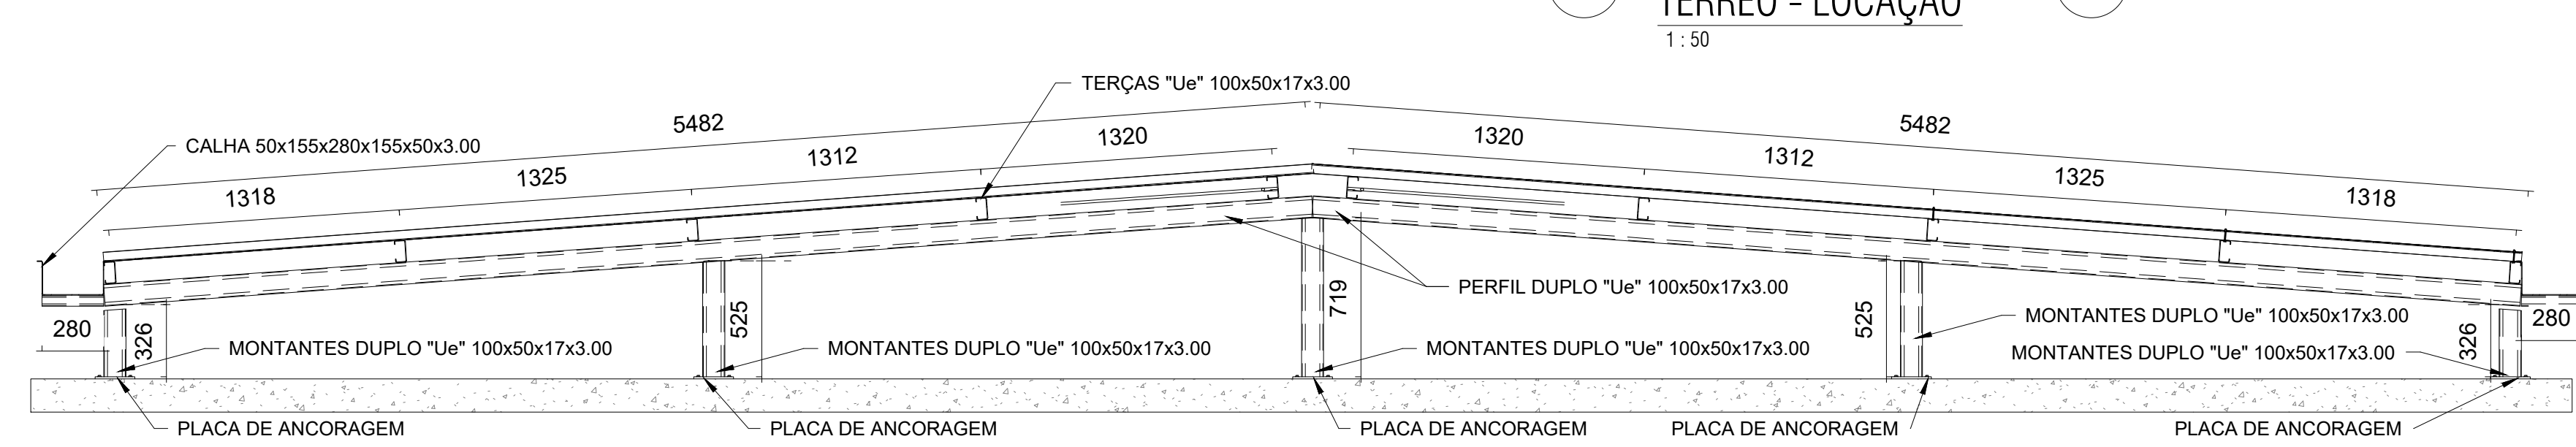 TÉRREO - LOCAÇÃO
1 : 50
TERÇAS "Ue" 100x50x17x3.00
5482
5482
CALHA 50x155x280x155x50x3.00
1318
1325
1312
1320
1320
1312
1325
1318
PERFIL DUPLO "Ue" 100x50x17x3.00
280
326
525
719
525
326
280
MONTANTES DUPLO "Ue" 100x50x17x3.00
MONTANTES DUPLO "Ue" 100x50x17x3.00
MONTANTES DUPLO "Ue" 100x50x17x3.00
MONTANTES DUPLO "Ue" 100x50x17x3.00
MONTANTES DUPLO "Ue" 100x50x17x3.00
PLACA DE ANCORAGEM
PLACA DE ANCORAGEM
PLACA DE ANCORAGEM
PLACA DE ANCORAGEM
PLACA DE ANCORAGEM